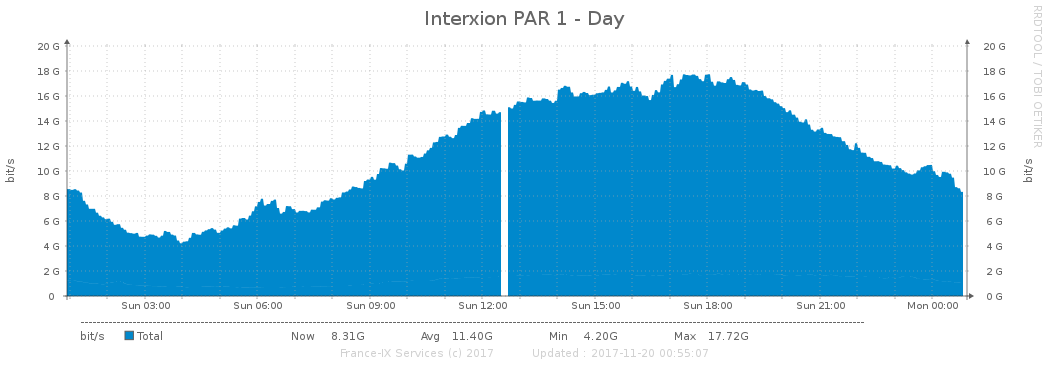 Interxion PAR 1 - Day
RRDTOOL / TOBI OETIKER
20 G 20 G
18 G 18 G
16 G 16 G
14 G 14 G
12 G 12 G
10 G 10 G
8 G 8 G
6 G 6 G
4 G 4 G
2 G 2 G
0 0 G
bit/s
bit/s
Sun 03:00 Sun 06:00 Sun 09:00 Sun 12:00 Sun 15:00 Sun 18:00 Sun 21:00 Mon 00:00
bit/s Total Now 8.31G Avg 11.40G Min 4.20G Max 17.72G
France-IX Services (c) 2017 Updated : 2017-11-20 00:55:07